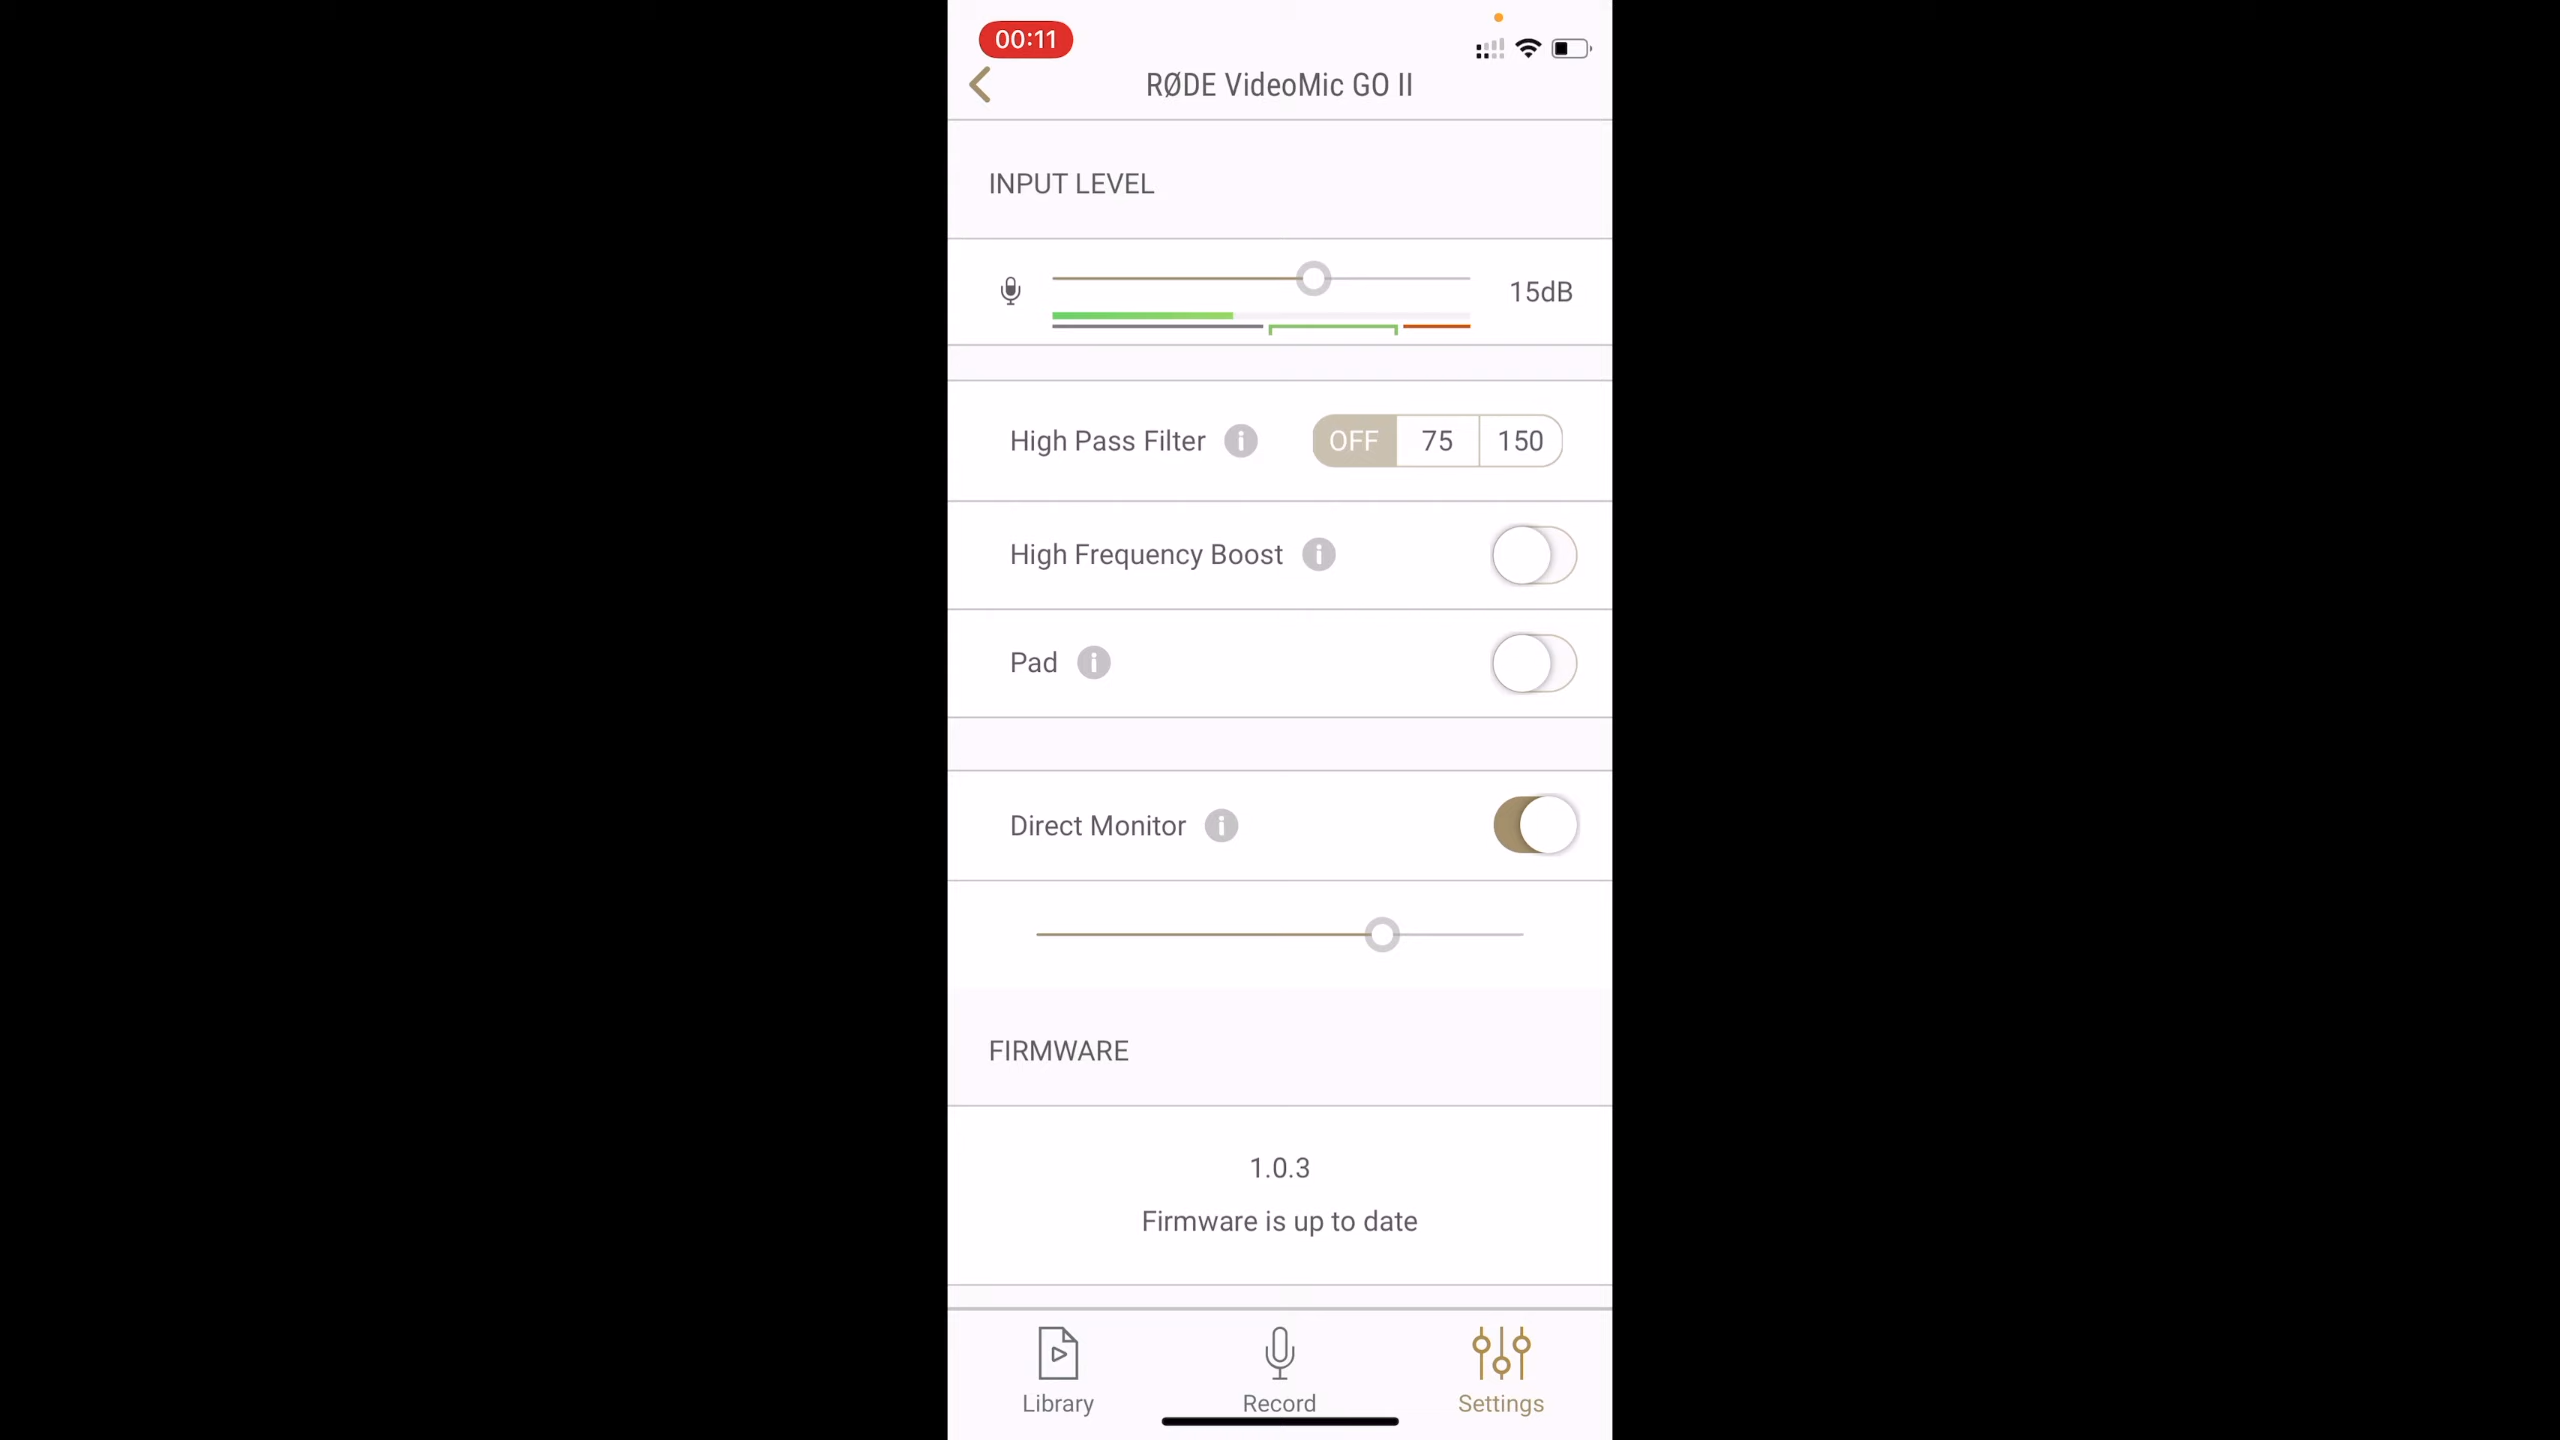 00:11
RØDE VideoMic GO II
INPUT LEVEL
15dB
High Pass Filter i OFF 75 150
High Frequency Boost i
Pad i
Direct Monitor i
FIRMWARE
1.0.3
Firmware is up to date
Library Record Settings